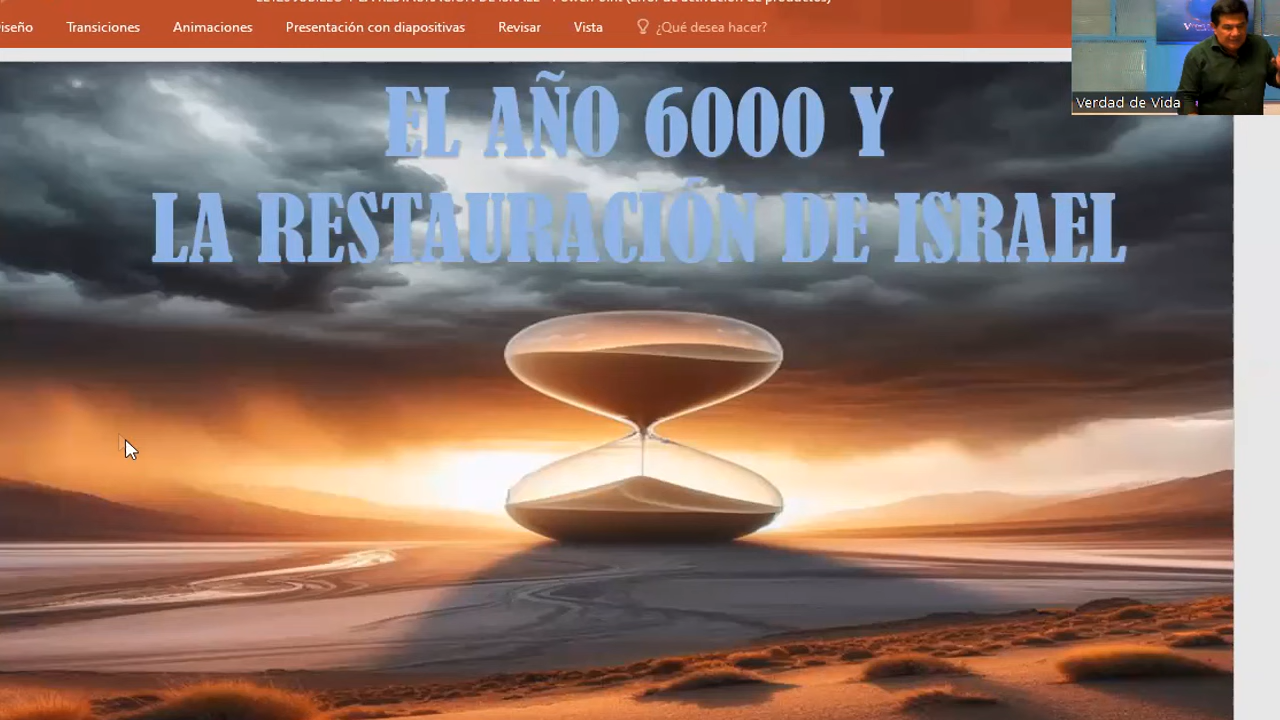 Transiciones Animaciones Presentación con diapositivas Revisar Vista ¿Qué desea hacer?
Verdad de Vida
EL AÑO 6000 Y
LA RESTAURACIÓN DE ISRAEL